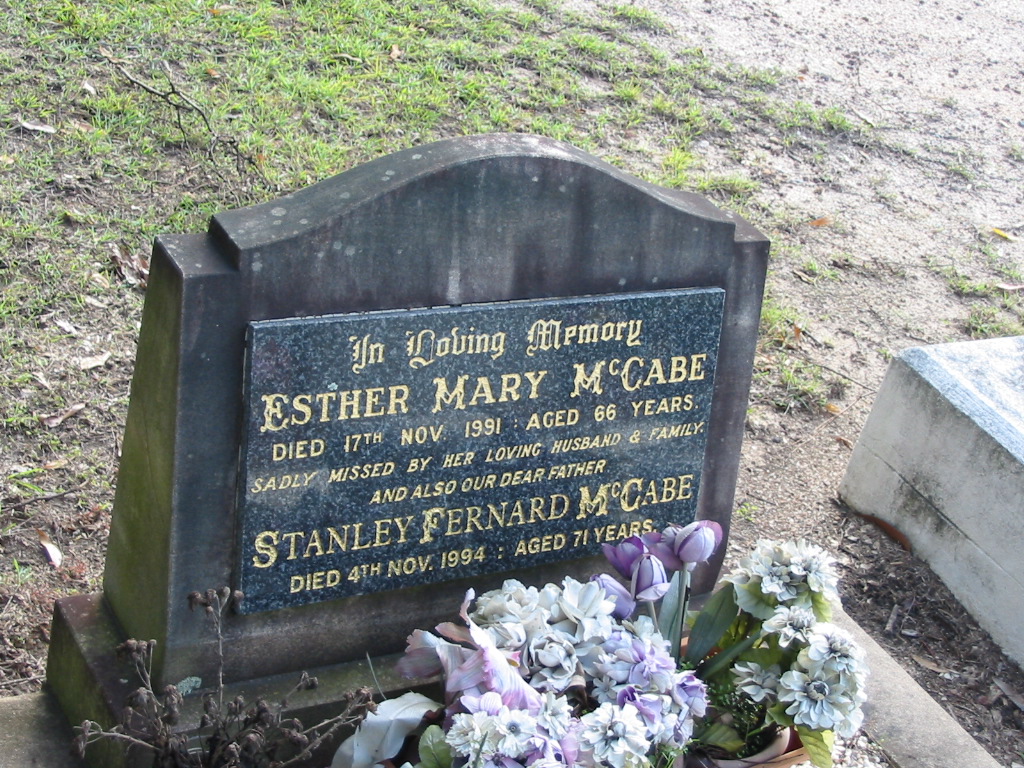 In Loving Memory
ESTHER MARY McCABE
DIED 17TH NOV. 1991 : AGED 66 YEARS.
SADLY MISSED BY HER LOVING HUSBAND & FAMILY.
AND ALSO OUR DEAR FATHER
STANLEY FERNARD McCABE
DIED 4TH NOV. 1994 : AGED 71 YEARS.